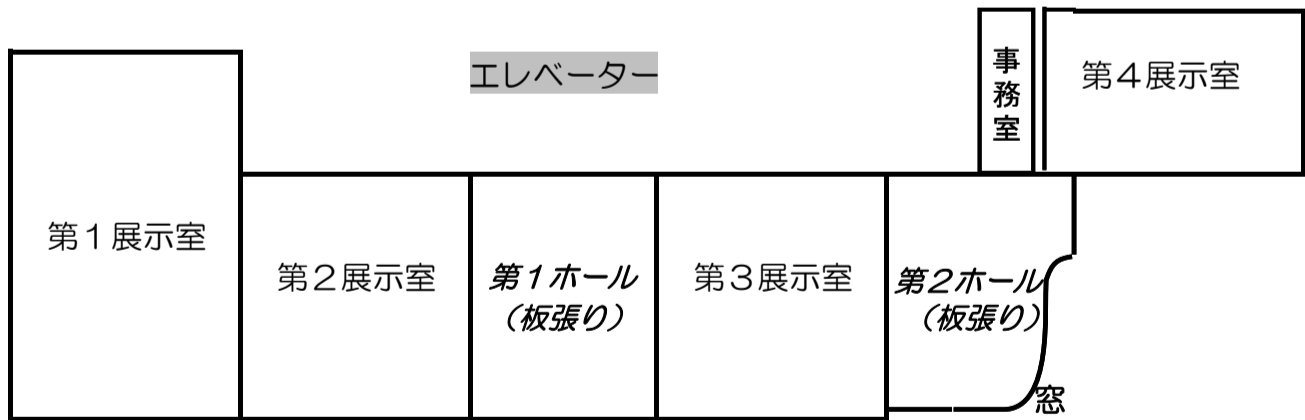 エレベーター
事務室
第4展示室
第1展示室
第2展示室
第1ホール
（板張り）
第3展示室
第2ホール
（板張り）
窓